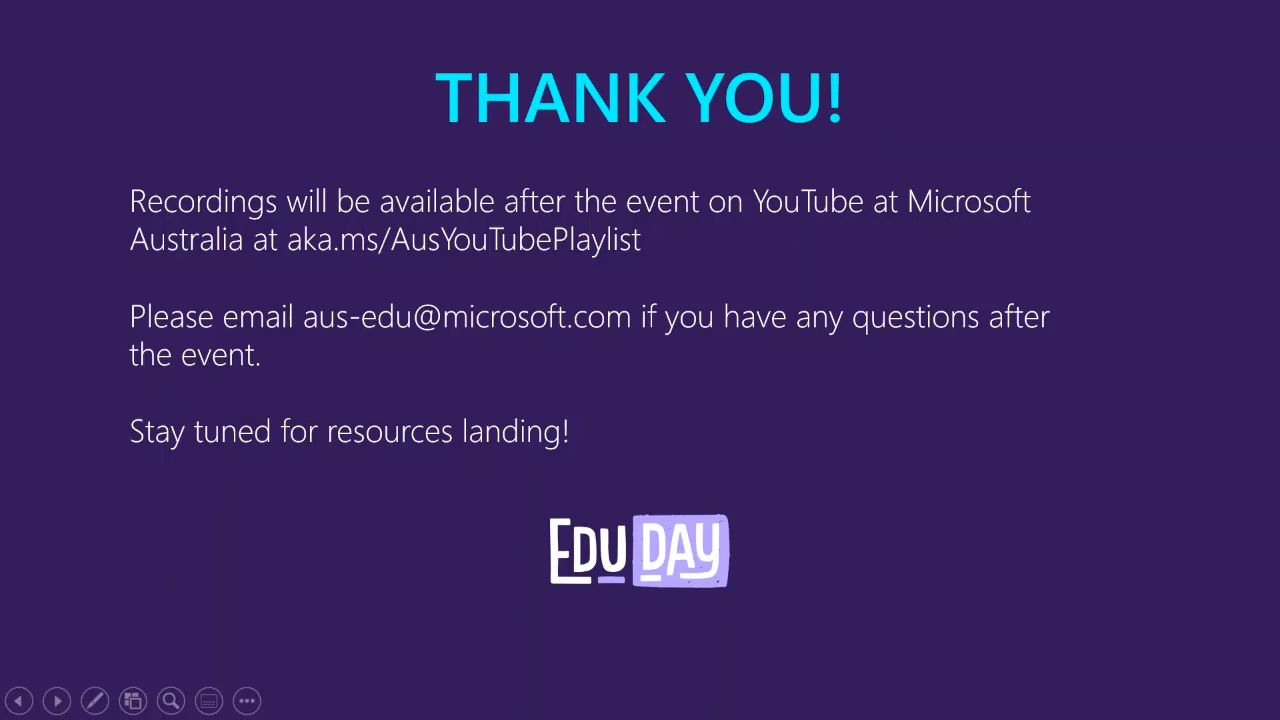 THANK YOU!
Recordings will be available after the event on YouTube at Microsoft
Australia at aka.ms/AusYouTubePlaylist
Please email aus-edu@microsoft.com if you have any questions after
the event.
Stay tuned for resources landing!
EDU DAY